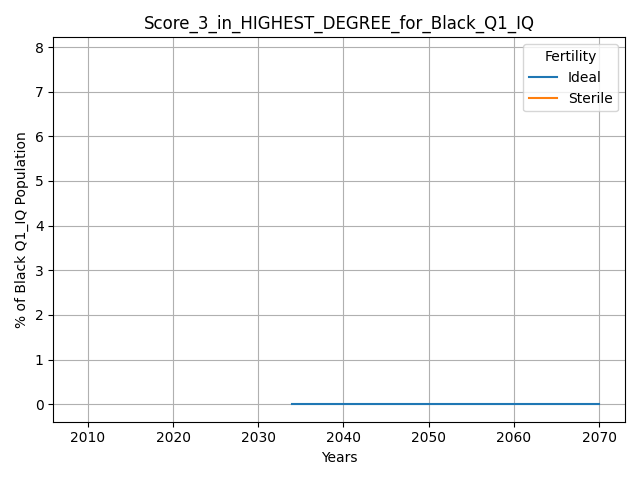 Score_3_in_HIGHEST_DEGREE_for_Black_Q1_IQ
Fertility
Ideal
Sterile
% of Black Q1_IQ Population
8
7
6
5
4
3
2
1
0
2010 2020 2030 2040 2050 2060 2070
Years